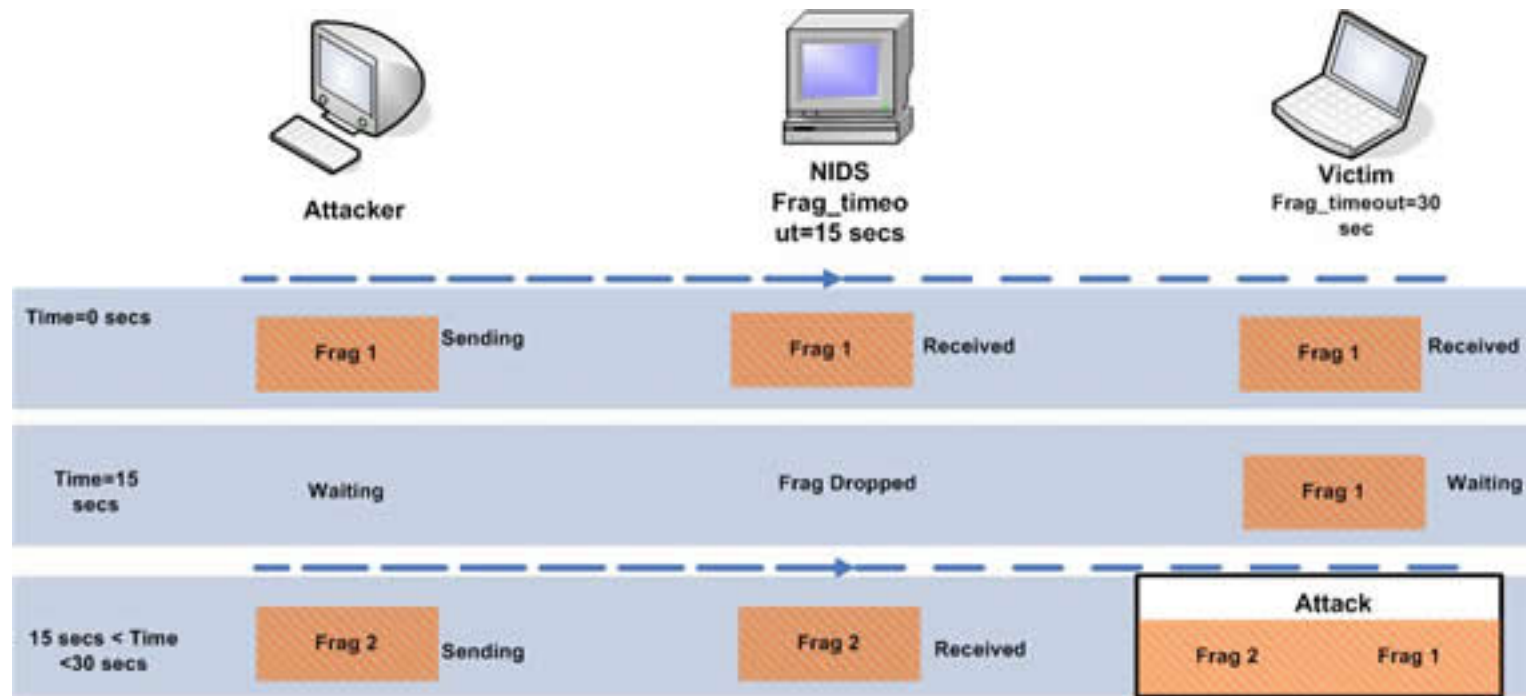 Attacker
NIDS
Frag_timeo
ut=15 secs
Victim
Frag_timeout=30
sec
Time=0 secs
Frag 1
Sending
Frag 1
Received
Frag 1
Received
Time=15
secs
Waiting
Frag Dropped
Frag 1
Waiting
15 secs < Time
<30 secs
Frag 2
Sending
Frag 2
Received
Attack
Frag 2
Frag 1